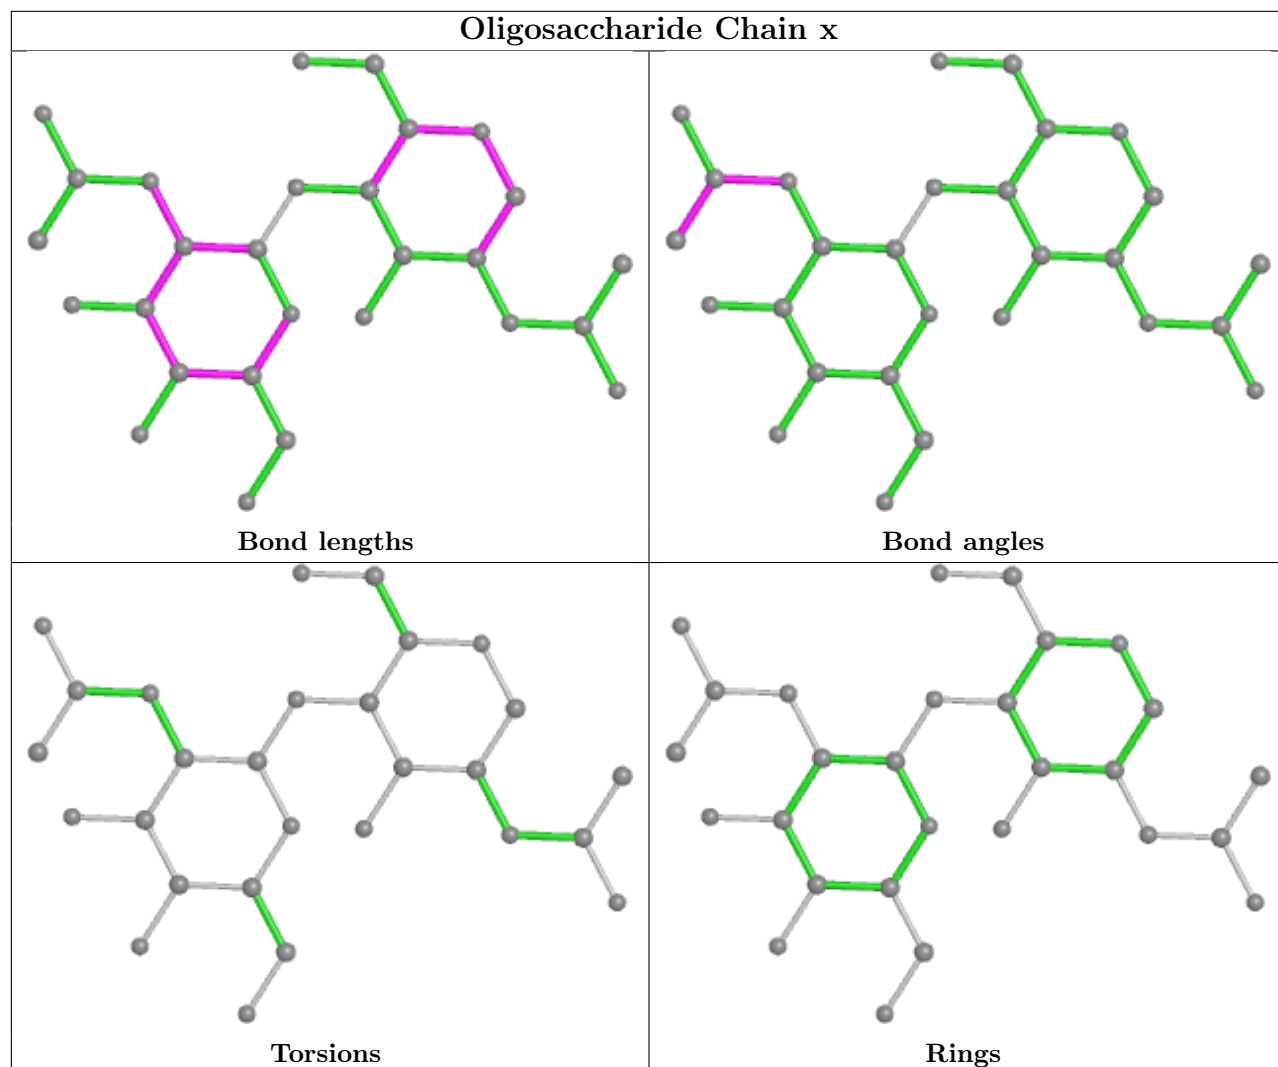 Oligosaccharide Chain x
Bond lengths
Bond angles
Torsions
Rings